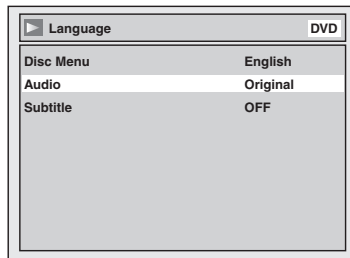 Language DVD
Disc Menu English
Audio Original
Subtitle OFF